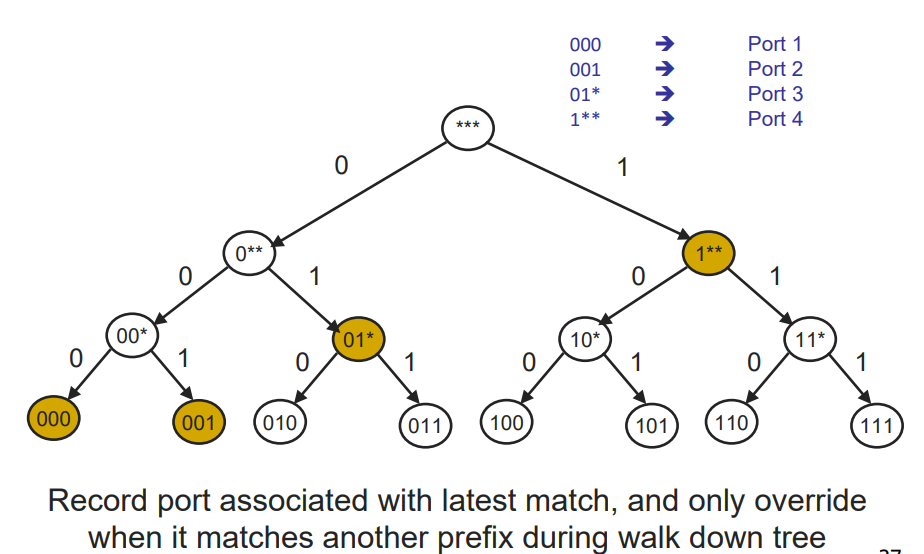 000 ➔ Port 1
001 ➔ Port 2
01* ➔ Port 3
1** ➔ Port 4
***
0 1
0** 1**
0 1 0 1
00* 01* 10* 11*
0 1 0 1 0 1 0 1
000 001 010 011 100 101 110 111
Record port associated with latest match, and only override
when it matches another prefix during walk down tree